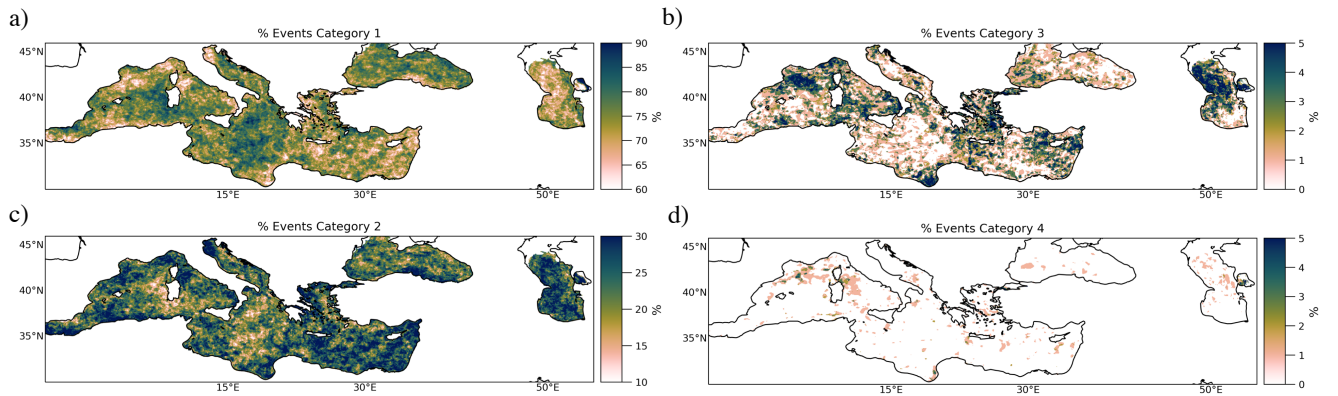 a)
% Events Category 1
45°N
40°N
35°N
15°E
30°E
50°E
90
85
80
75
70
65
60
%
b)
% Events Category 3
45°N
40°N
35°N
15°E
30°E
50°E
5
4
3
2
1
0
%
c)
% Events Category 2
45°N
40°N
35°N
15°E
30°E
50°E
30
25
20
15
10
%
d)
% Events Category 4
45°N
40°N
35°N
15°E
30°E
50°E
5
4
3
2
1
0
%